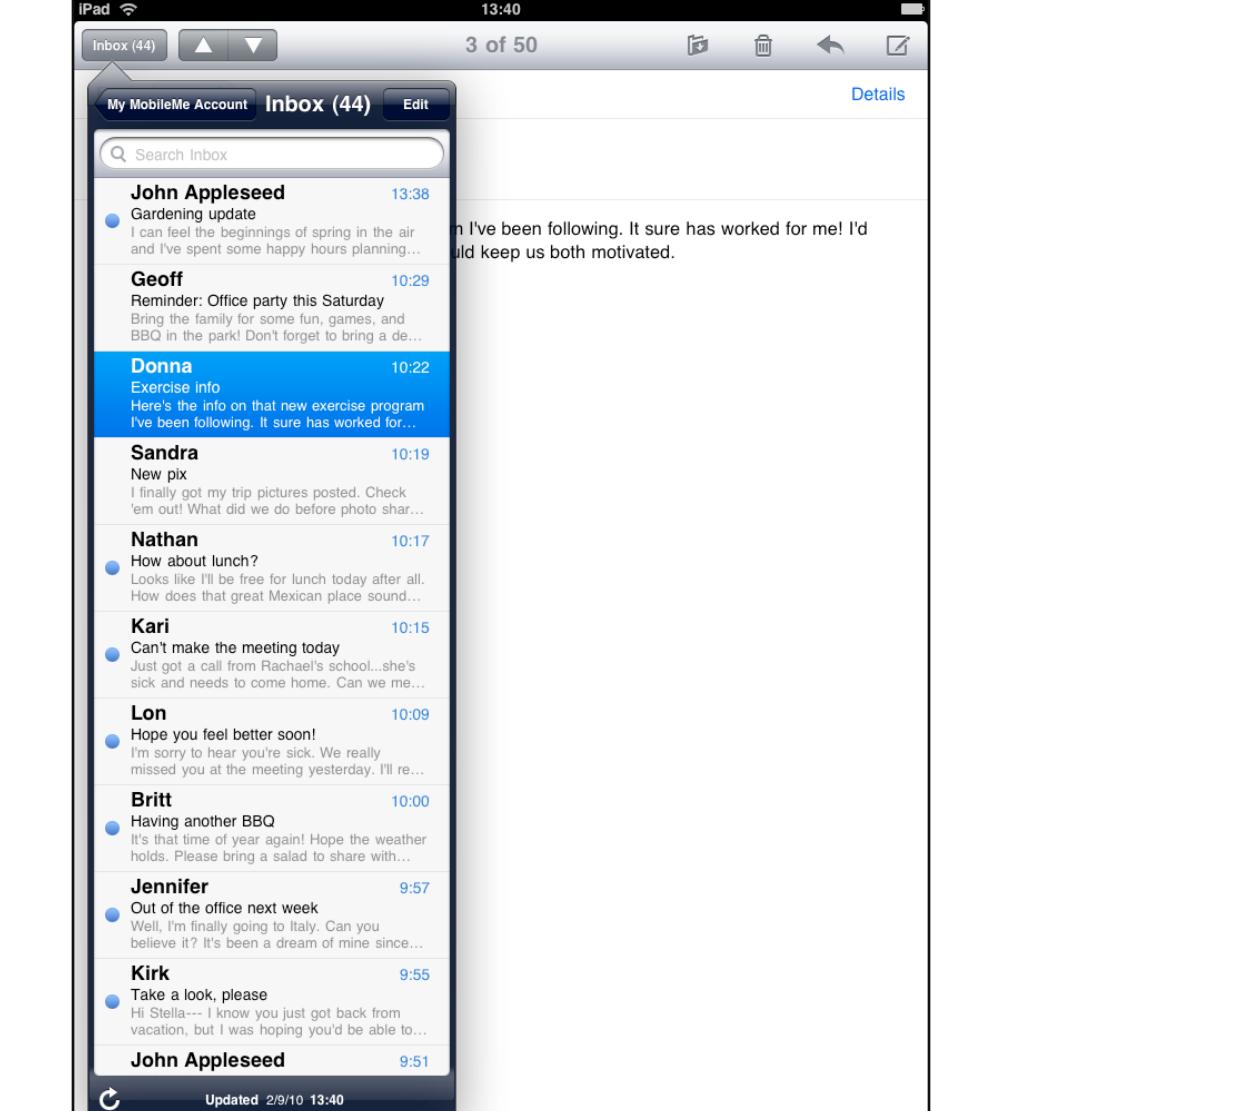 iPad 13:40
Inbox (44) 3 of 50
Details
My MobileMe Account Inbox (44) Edit
Search Inbox
John Appleseed 13:38
Gardening update
I can feel the beginnings of spring in the air
and I've spent some happy hours planning...
Geoff 10:29
Reminder: Office party this Saturday
Bring the family for some fun, games, and
BBQ in the park! Don't forget to bring a de...
Donna 10:22
Exercise info
Here's the info on that new exercise program
I've been following. It sure has worked for...
Sandra 10:19
New pix
I finally got my trip pictures posted. Check
'em out! What did we do before photo shar...
Nathan 10:17
How about lunch?
Looks like I'll be free for lunch today after all.
How does that great Mexican place sound...
Kari 10:15
Can't make the meeting today
Just got a call from Rachael's school...she's
sick and needs to come home. Can we me...
Lon 10:09
Hope you feel better soon!
I'm sorry to hear you're sick. We really
missed you at the meeting yesterday. I'll re...
Britt 10:00
Having another BBQ
It's that time of year again! Hope the weather
holds. Please bring a salad to share with...
Jennifer 9:57
Out of the office next week
Well, I'm finally going to Italy. Can you
believe it? It's been a dream of mine since...
Kirk 9:55
Take a look, please
Hi Stella--- I know you just got back from
vacation, but I was hoping you'd be able to...
John Appleseed 9:51
Updated 2/9/10 13:40
I've been following. It sure has worked for me! I'd
keep us both motivated.